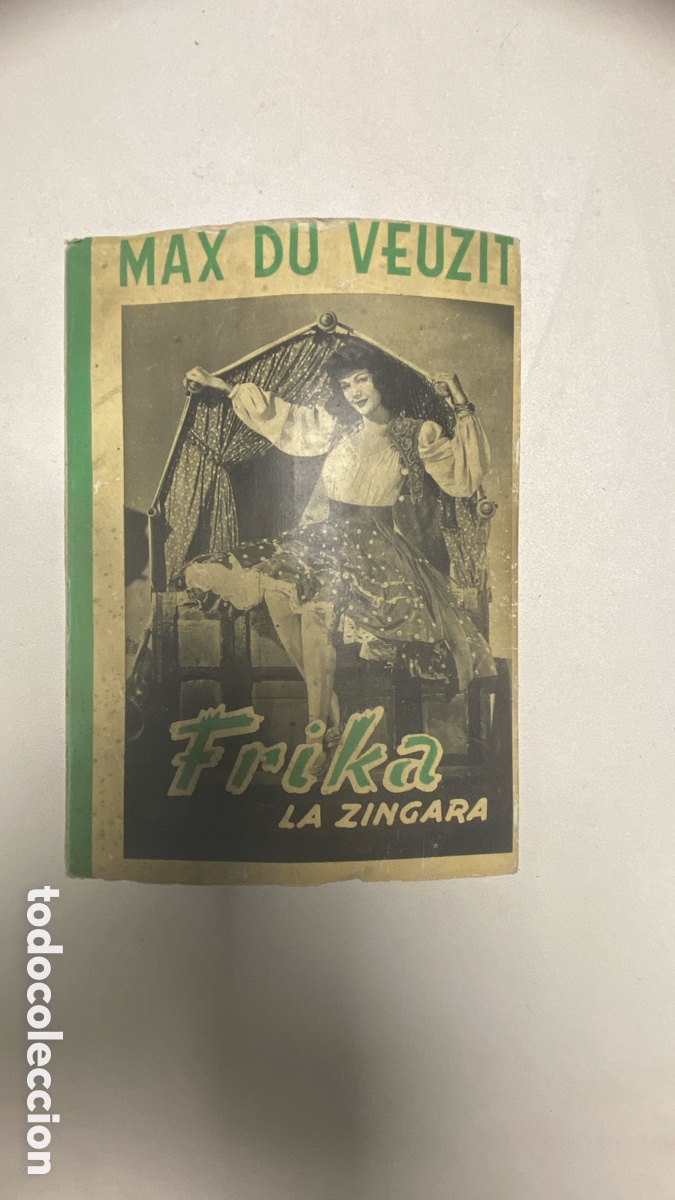 MAX DU VEUZIT
Frika
LA ZINGARA
todocoleccion